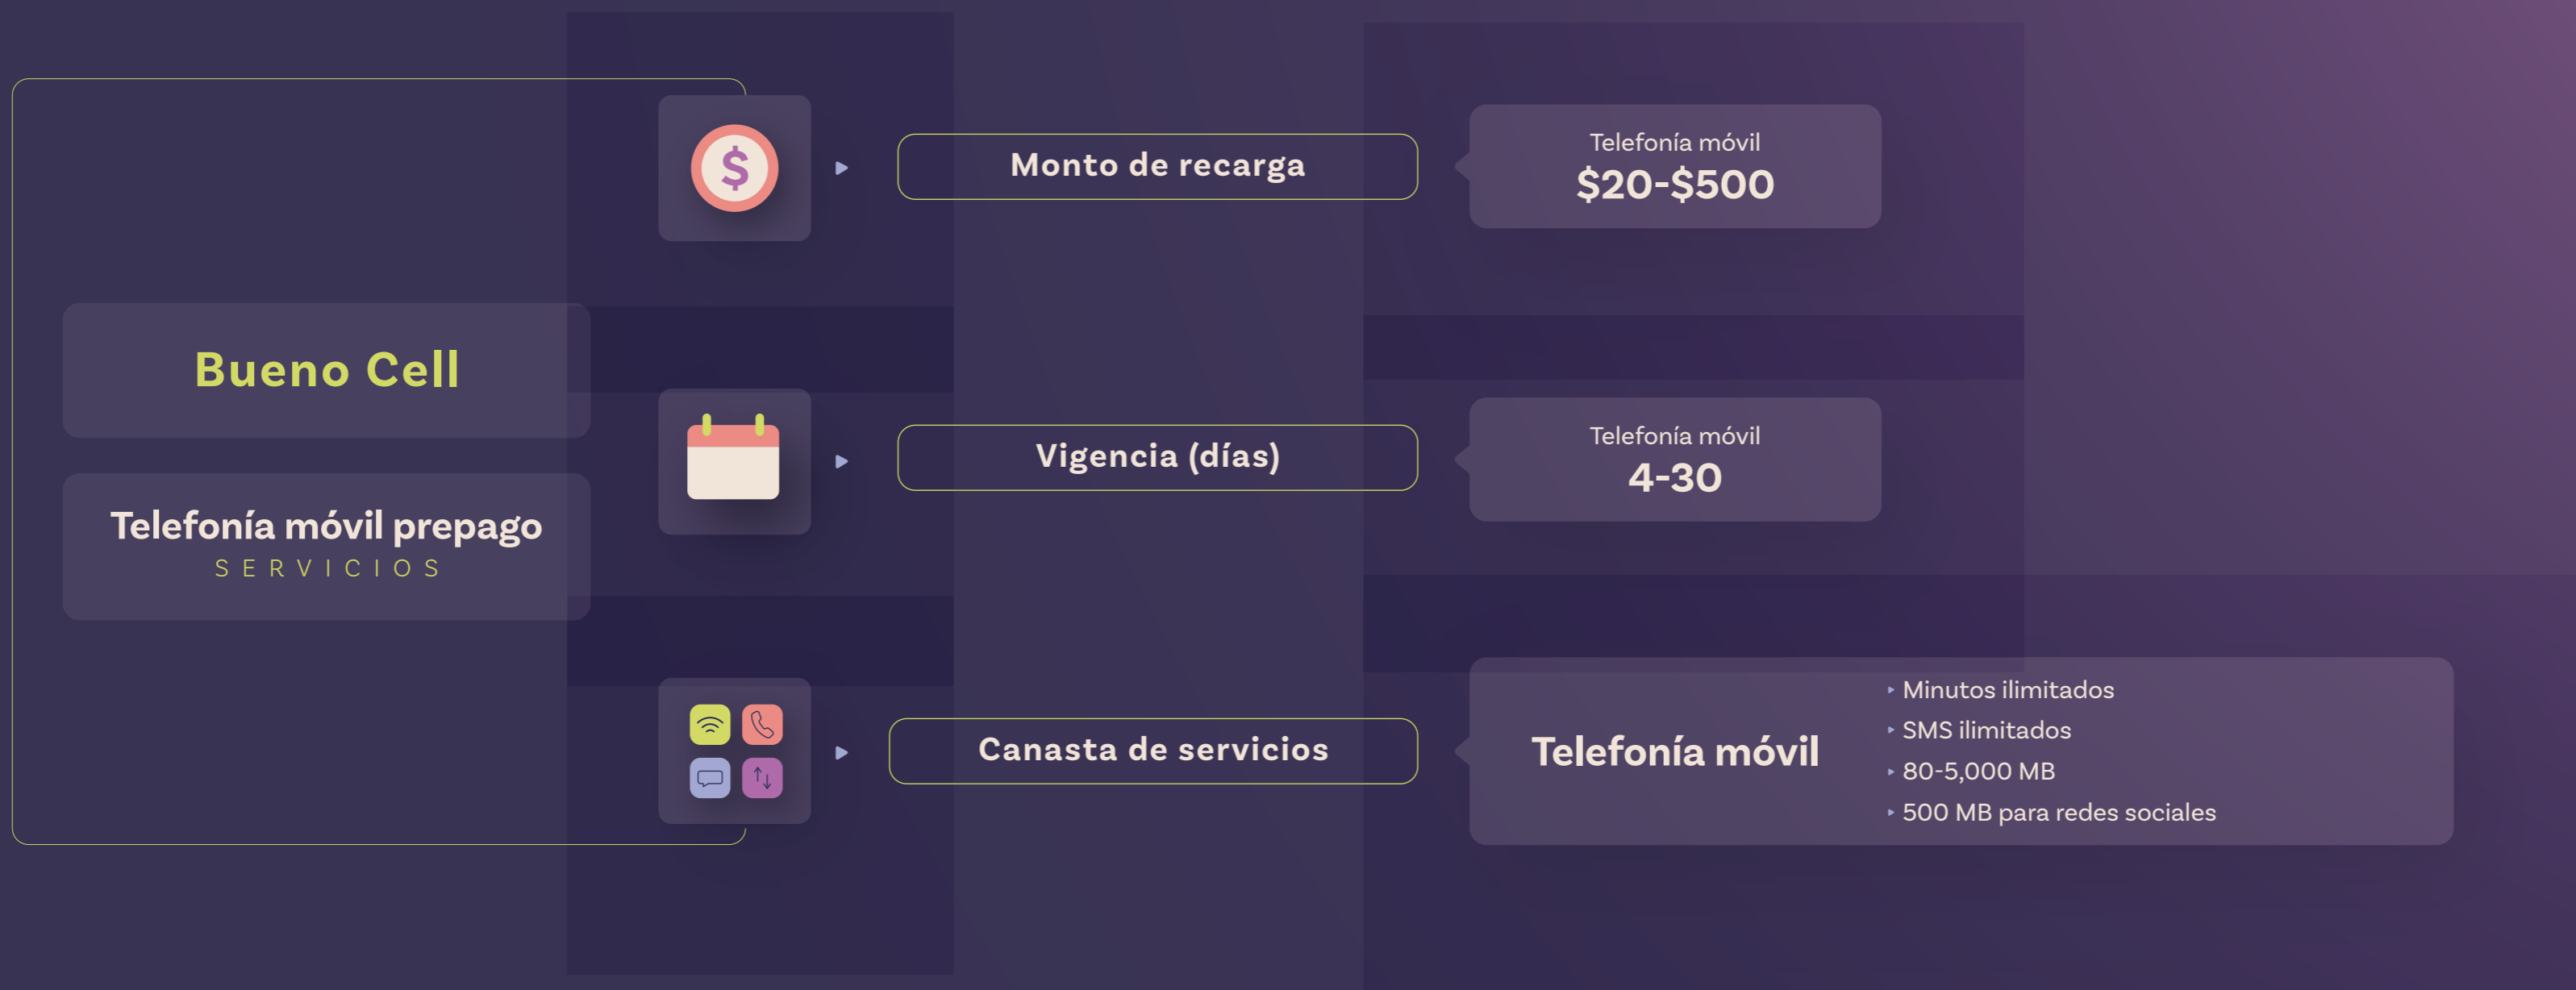 Bueno Cell
Telefonía móvil prepago
SERVICIOS
$
Monto de recarga
Telefonía móvil
$20-$500
Vigencia (días)
Telefonía móvil
4-30
Canasta de servicios
Telefonía móvil
Minutos ilimitados
SMS ilimitados
80-5,000 MB
500 MB para redes sociales